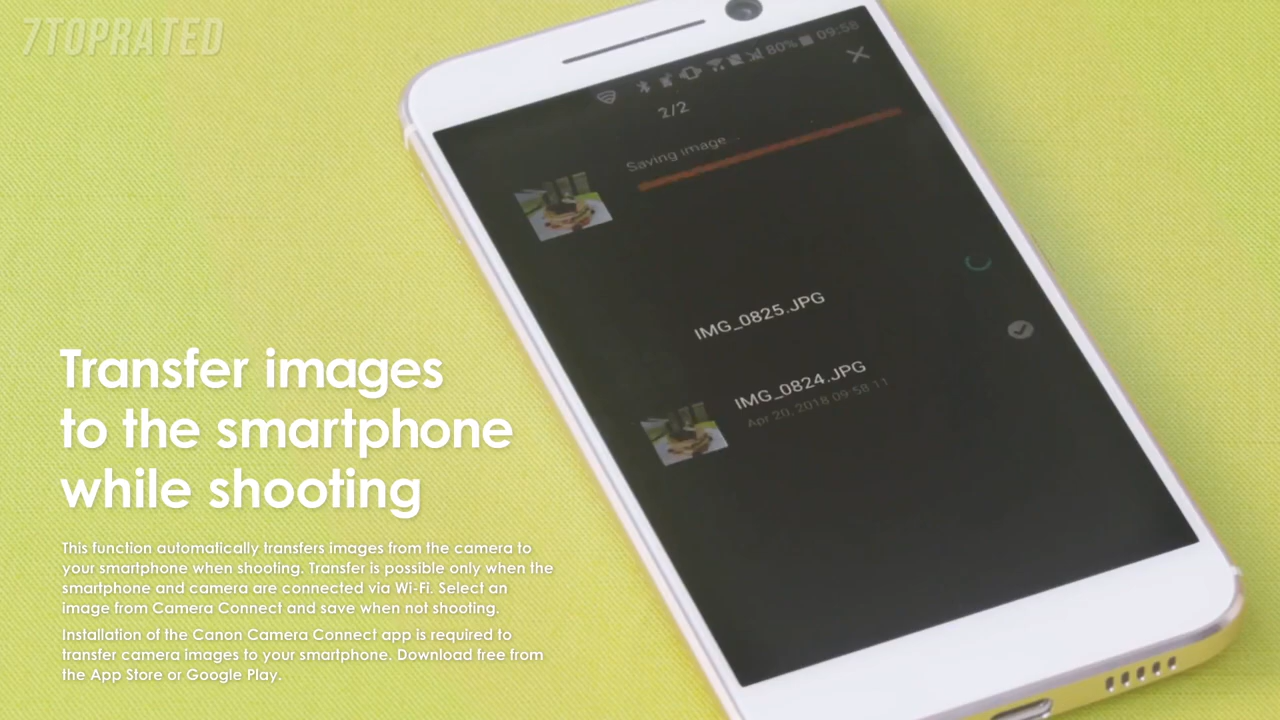 7TOPRATED
80% 09:58
2/2
Saving image...
IMG_0825.JPG
IMG_0824.JPG
Apr 20, 2018 09:58 11
Transfer images
to the smartphone
while shooting
This function automatically transfers images from the camera to
your smartphone when shooting. Transfer is possible only when the
smartphone and camera are connected via Wi-Fi. Select an
image from Camera Connect and save when not shooting.
Installation of the Canon Camera Connect app is required to
transfer camera images to your smartphone. Download free from
the App Store or Google Play.